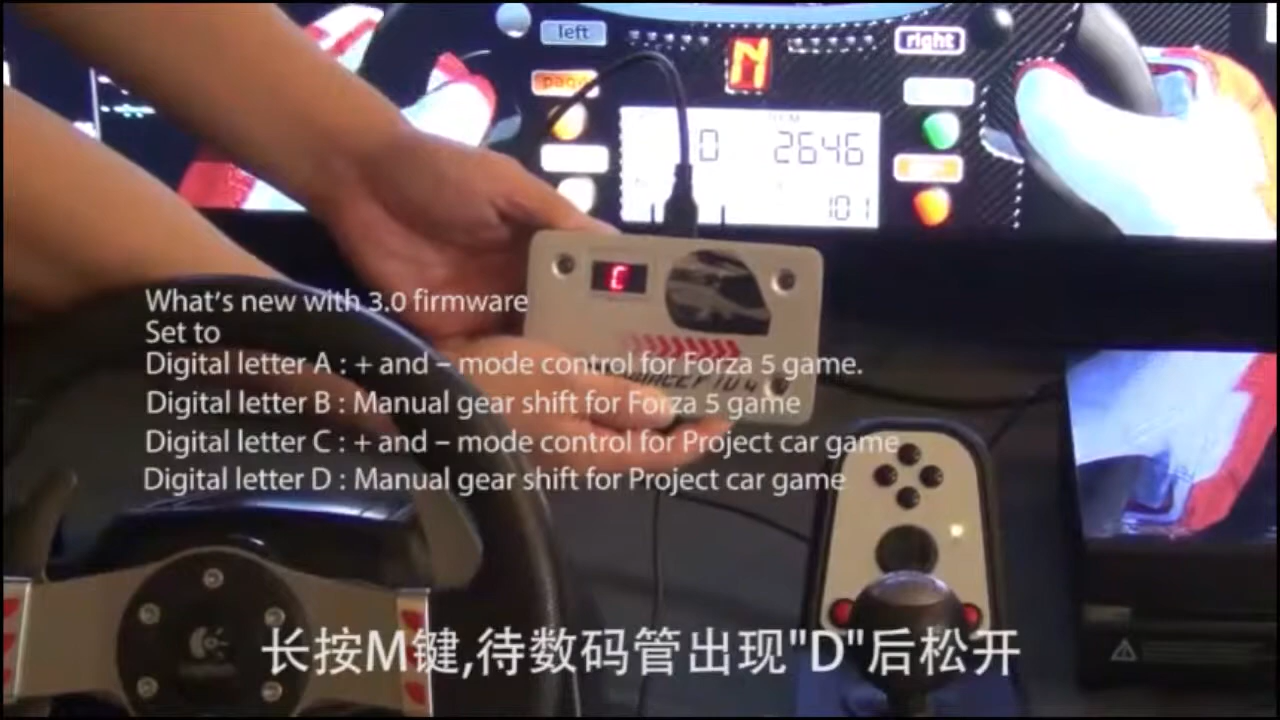 left
right
page
N
0
2646
101
C
What's new with 3.0 firmware
Set to
Digital letter A : + and – mode control for Forza 5 game.
Digital letter B : Manual gear shift for Forza 5 game
Digital letter C : + and – mode control for Project car game
Digital letter D : Manual gear shift for Project car game
长按M键,待数码管出现"D"后松开